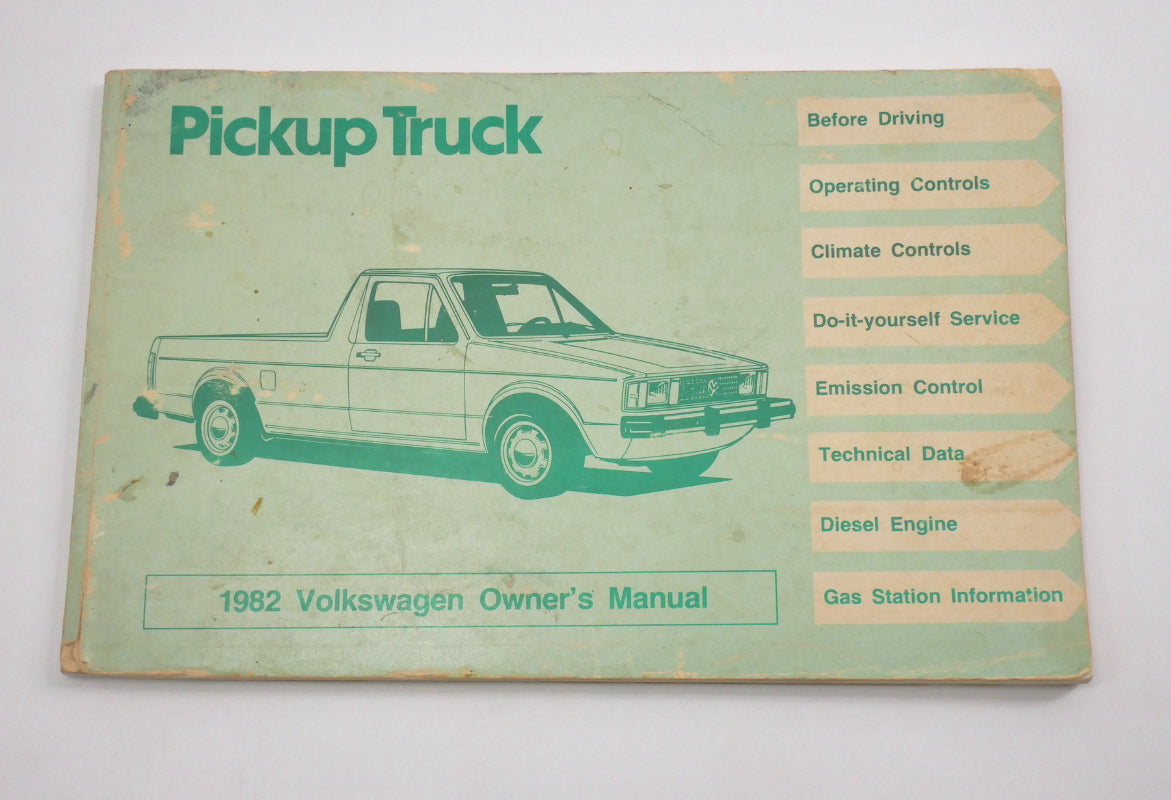 Pickup Truck
Before Driving
Operating Controls
Climate Controls
Do-it-yourself Service
Emission Control
Technical Data
Diesel Engine
Gas Station Information
1982 Volkswagen Owner's Manual